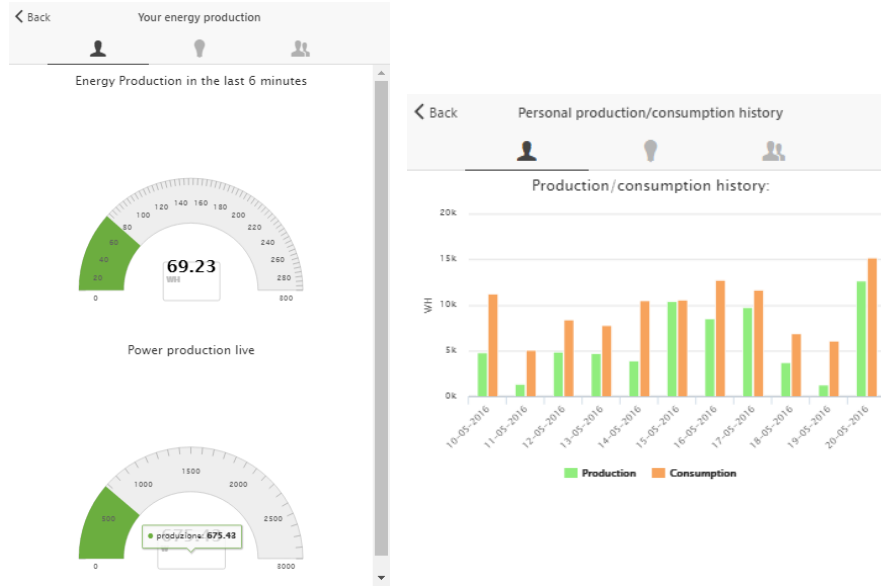 Back Your energy production
Energy Production in the last 6 minutes
0 20 40 60 80 100 120 140 160 180 200 220 240 260 280 800
69.23
WH
Power production live
0 500 1000 1500 2000 2500 8000
produzione: 675.43
Back Personal production/consumption history
Production/consumption history:
WH
20k
15k
10k
5k
0k
10-05-2016 11-05-2016 12-05-2016 13-05-2016 14-05-2016 15-05-2016 16-05-2016 17-05-2016 18-05-2016 19-05-2016 20-05-2016
Production Consumption